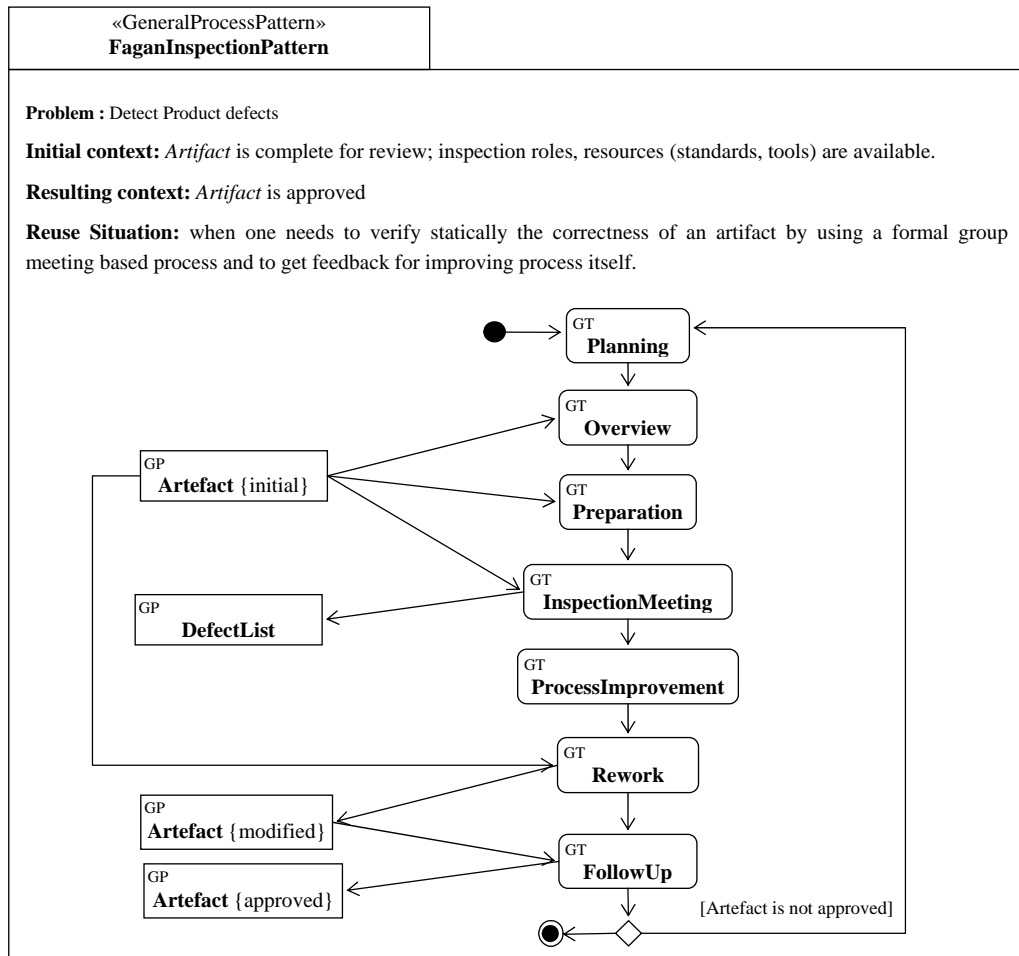 «GeneralProcessPattern»
FaganInspectionPattern
Problem : Detect Product defects
Initial context: Artifact is complete for review; inspection roles, resources (standards, tools) are available.
Resulting context: Artifact is approved
Reuse Situation: when one needs to verify statically the correctness of an artifact by using a formal group
meeting based process and to get feedback for improving process itself.
GT
Planning
GT
Overview
GP
Artefact {initial}
GT
Preparation
GT
InspectionMeeting
GP
DefectList
GT
ProcessImprovement
GT
Rework
GP
Artefact {modified}
GT
FollowUp
GP
Artefact {approved}
[Artefact is not approved]